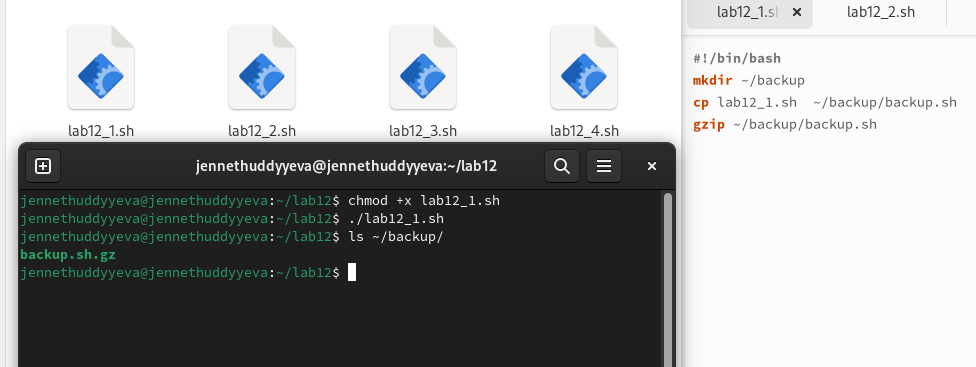 lab12_1.sh
lab12_2.sh
lab12_3.sh
lab12_4.sh
jennethuddyyeva@jennethuddyyeva:~/lab12
jennethuddyyeva@jennethuddyyeva:~/lab12$ chmod +x lab12_1.sh
jennethuddyyeva@jennethuddyyeva:~/lab12$ ./lab12_1.sh
jennethuddyyeva@jennethuddyyeva:~/lab12$ ls ~/backup/
backup.sh.gz
jennethuddyyeva@jennethuddyyeva:~/lab12$
lab12_1.sh
lab12_2.sh
#!/bin/bash
mkdir ~/backup
cp lab12_1.sh  ~/backup/backup.sh
gzip ~/backup/backup.sh